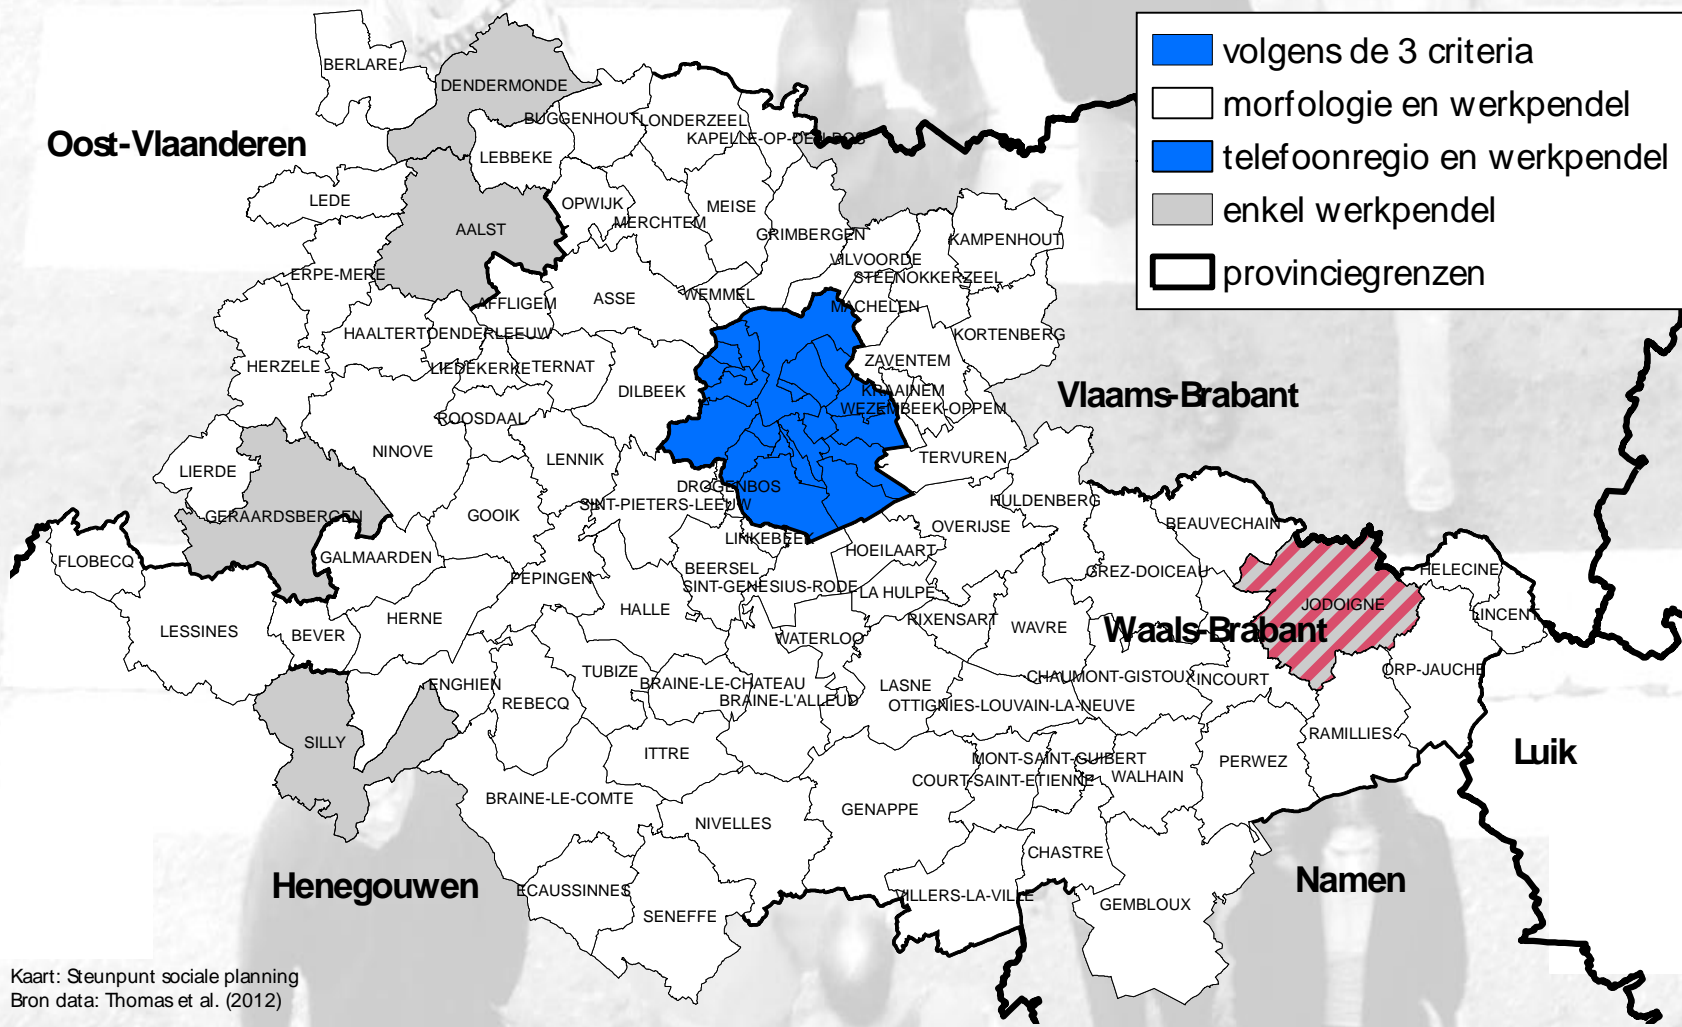 volgens de 3 criteria
morfologie en werkpendel
telefoonregio en werkpendel
enkel werkpendel
provinciegrenzen
BERLARE
DENDERMONDE
BUGGENHOUT
LONDERZEEL
KAPELLE-OP-DEN-BOS
Oost-Vlaanderen
LEBBEKE
LEDE
OPWIJK
MERCHTEM
MEISE
AALST
GRIMBERGEN
KAMPENHOUT
VILVOORDE
STEENOKKERZEEL
ERPE-MERE
AFFLIGEM
ASSE
WEMMEL
MACHELEN
HAALTERT
DENDERLEEUW
KORTENBERG
HERZELE
LIEDEKERKE
TERNAT
ZAVENTEM
DILBEEK
KRAAINEM
Vlaams-Brabant
WEZEMBEEK-OPPEM
ROOSDAAL
NINOVE
LENNIK
TERVUREN
LIERDE
DROGENBOS
SINT-PIETERS-LEEUW
HULDENBERG
GERAARDSBERGEN
GOOIK
OVERIJSE
BEAUVECHAIN
LINKEBEEK
HOEILAART
FLOBECQ
GALMAARDEN
BEERSEL
PEPINGEN
SINT-GENESIUS-RODE
GREZ-DOICEAU
HELECINE
LA HULPE
JODOIGNE
HALLE
LINCENT
HERNE
RIXENSART
WAVRE
Waals-Brabant
LESSINES
BEVER
WATERLOO
TUBIZE
ORP-JAUCHE
ENGHIEN
BRAINE-LE-CHATEAU
LASNE
CHAUMONT-GISTOUX
INCOURT
REBECQ
BRAINE-L'ALLEUD
OTTIGNIES-LOUVAIN-LA-NEUVE
SILLY
ITTRE
RAMILLIES
Luik
MONT-SAINT-GUIBERT
PERWEZ
COURT-SAINT-ETIENNE
WALHAIN
BRAINE-LE-COMTE
GENAPPE
NIVELLES
CHASTRE
Henegouwen
ECAUSSINNES
VILLERS-LA-VILLE
Namen
GEMBLOUX
SENEFFE
Kaart: Steunpunt sociale planning
Bron data: Thomas et al. (2012)